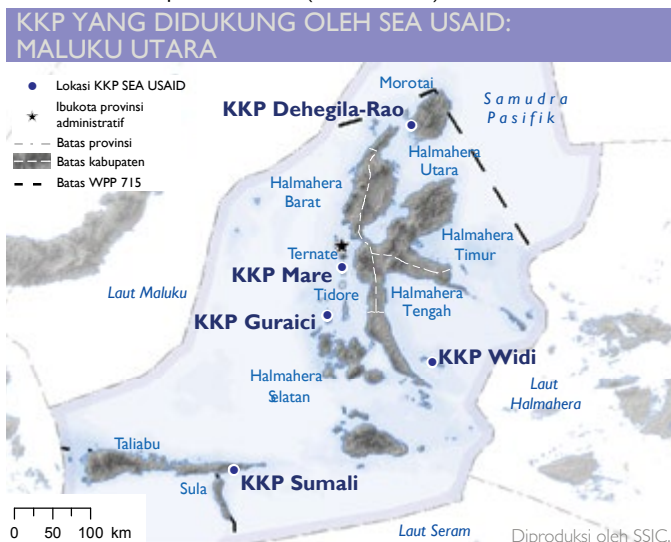 KKP YANG DIDUKUNG OLEH SEA USAID:
MALUKU UTARA
Lokasi KKP SEA USAID
Ibukota provinsi
administratif
Batas provinsi
Batas kabupaten
Batas WPP 715
Morotai
Samudra
Pasifik
KKP Dehegila-Rao
Halmahera
Utara
Halmahera
Barat
Halmahera
Timur
Ternate
KKP Mare
Laut Maluku
Tidore
Halmahera
Tengah
KKP Guraici
KKP Widi
Halmahera
Selatan
Laut
Halmahera
Taliabu
KKP Sumali
Sula
0 50 100 km
Laut Seram
Diproduksi oleh SSIC